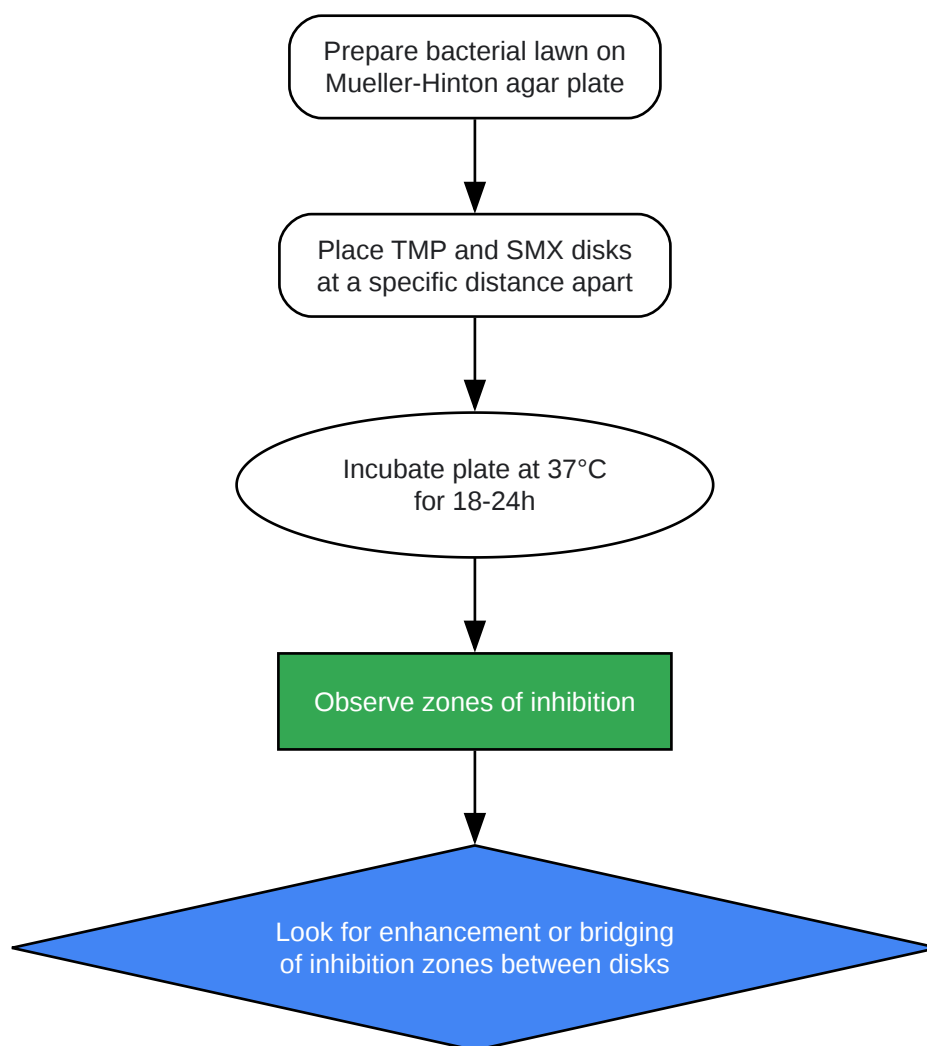 Prepare bacterial lawn on
Mueller-Hinton agar plate
Place TMP and SMX disks
at a specific distance apart
Incubate plate at 37°C
for 18-24h
Observe zones of inhibition
Look for enhancement or bridging
of inhibition zones between disks